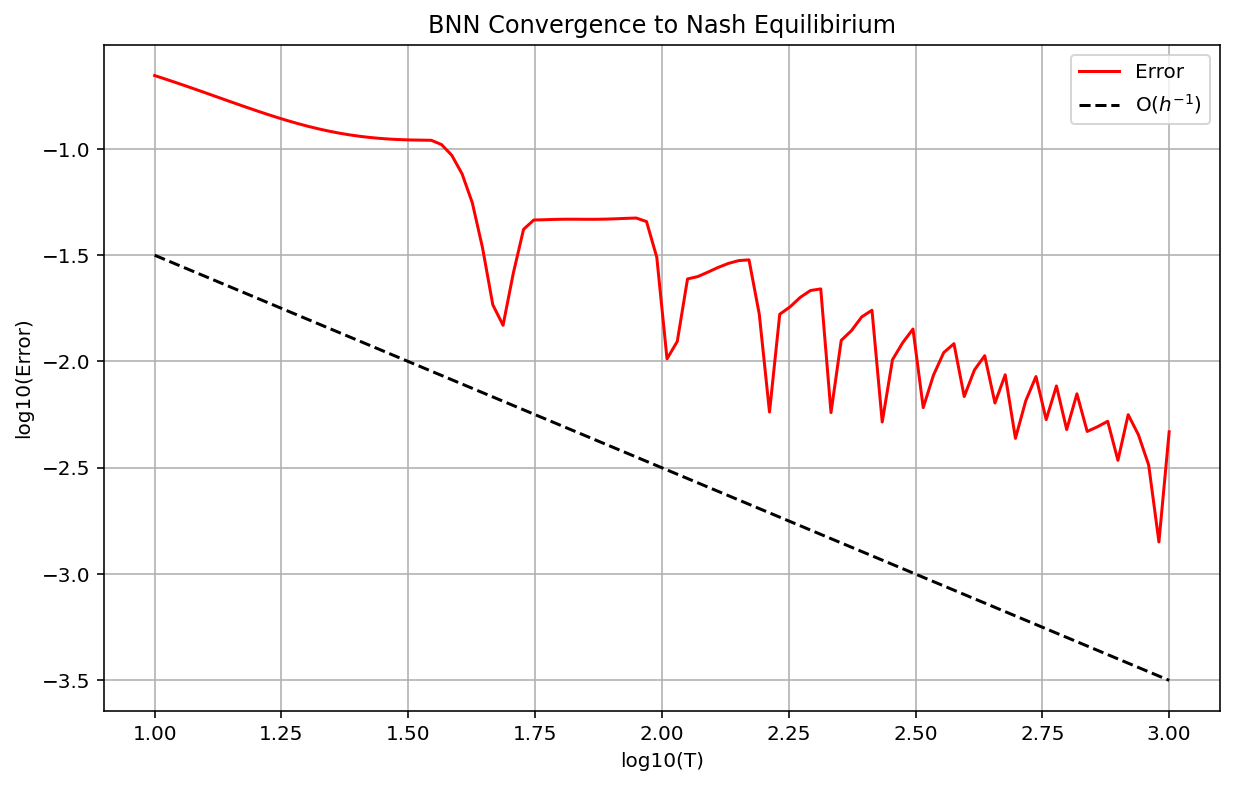 BNN Convergence to Nash Equilibirium
Error
O(h⁻¹)
log10(Error)
−1.0
−1.5
−2.0
−2.5
−3.0
−3.5
1.00 1.25 1.50 1.75 2.00 2.25 2.50 2.75 3.00
log10(T)